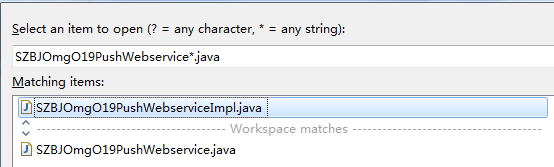 Select an item to open (? = any character, * = any string):
SZBJOmgO19PushWebservice*.java
Matching items:
SZBJOmgO19PushWebserviceImpl.java
Workspace matches
SZBJOmgO19PushWebservice.java